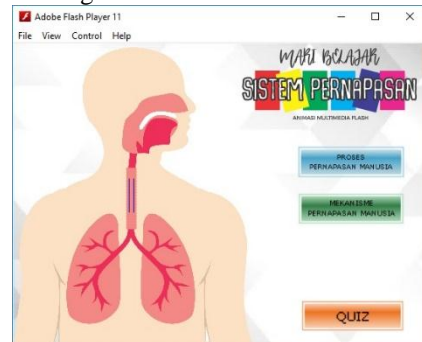 Adobe Flash Player 11
File View Control Help
MARI BELAJAR
SISTEM PERNAPASAN
ANIMASI MULTIMEDIA FLASH
PROSES
PERNAPASAN MANUSIA
MEKANISME
PERNAPASAN MANUSIA
QUIZ